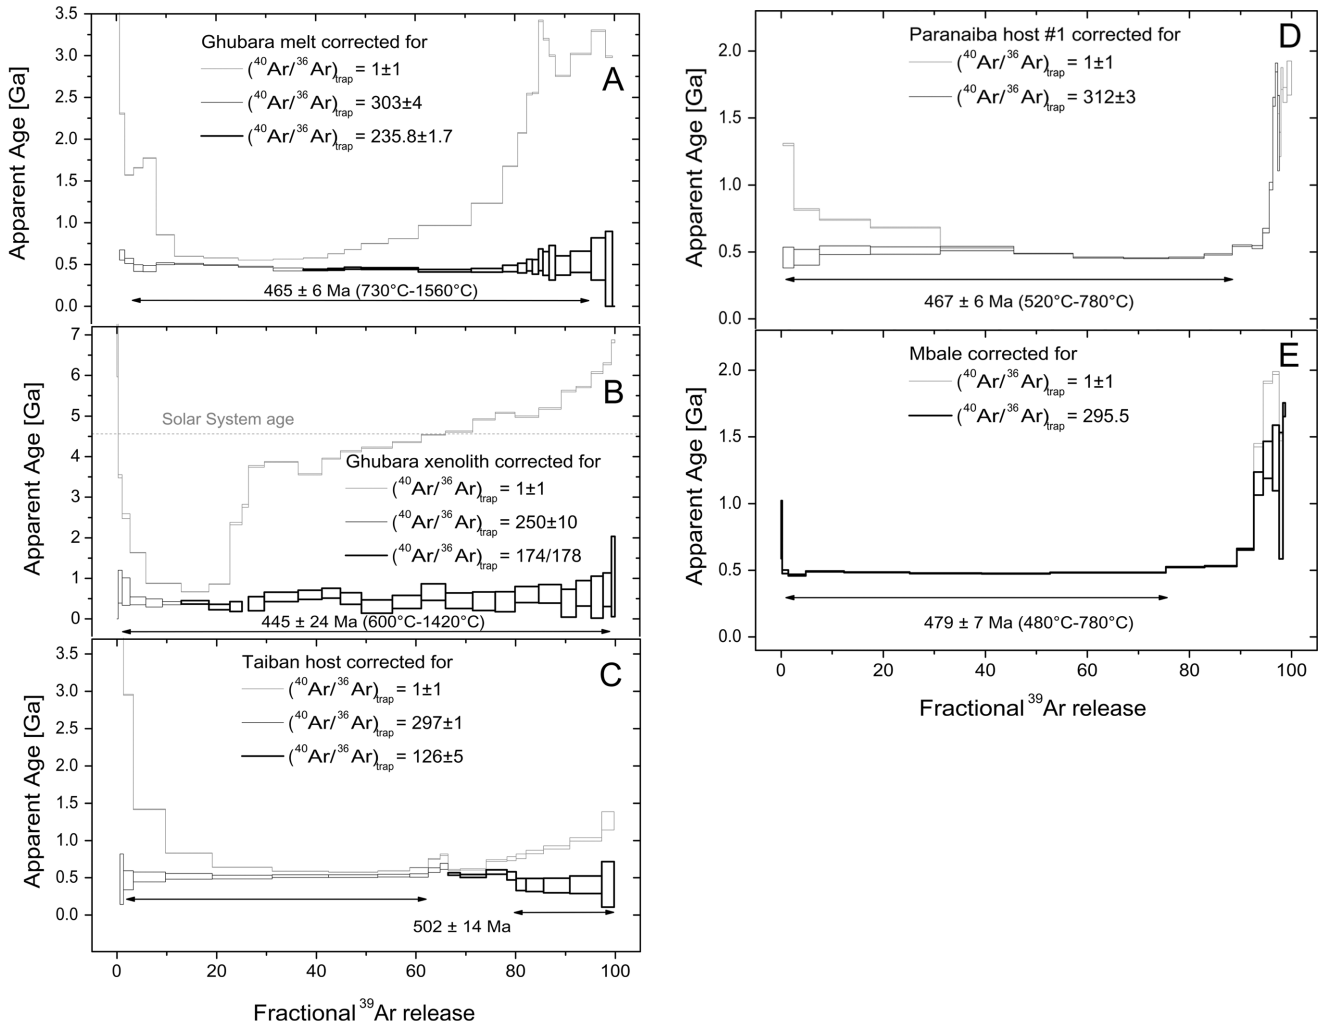 Apparent Age [Ga]
3.5
3.0
2.5
2.0
1.5
1.0
0.5
0.0
Ghubara melt corrected for
(⁴⁰Ar/³⁶Ar)trap = 1±1
(⁴⁰Ar/³⁶Ar)trap = 303±4
(⁴⁰Ar/³⁶Ar)trap = 235.8±1.7
A
465 ± 6 Ma (730°C-1560°C)
Apparent Age [Ga]
7
6
5
4
3
2
1
0
B
Solar System age
Ghubara xenolith corrected for
(⁴⁰Ar/³⁶Ar)trap = 1±1
(⁴⁰Ar/³⁶Ar)trap = 250±10
(⁴⁰Ar/³⁶Ar)trap = 174/178
445 ± 24 Ma (600°C-1420°C)
Apparent Age [Ga]
3.5
3.0
2.5
2.0
1.5
1.0
0.5
0.0
Taiban host corrected for
(⁴⁰Ar/³⁶Ar)trap = 1±1
(⁴⁰Ar/³⁶Ar)trap = 297±1
(⁴⁰Ar/³⁶Ar)trap = 126±5
C
502 ± 14 Ma
0 20 40 60 80 100
Fractional ³⁹Ar release
Apparent Age [Ga]
2.0
1.5
1.0
0.5
0.0
Paranaiba host #1 corrected for
(⁴⁰Ar/³⁶Ar)trap = 1±1
(⁴⁰Ar/³⁶Ar)trap = 312±3
D
467 ± 6 Ma (520°C-780°C)
Apparent Age [Ga]
2.0
1.5
1.0
0.5
0.0
Mbale corrected for
(⁴⁰Ar/³⁶Ar)trap = 1±1
(⁴⁰Ar/³⁶Ar)trap = 295.5
E
479 ± 7 Ma (480°C-780°C)
0 20 40 60 80 100
Fractional ³⁹Ar release